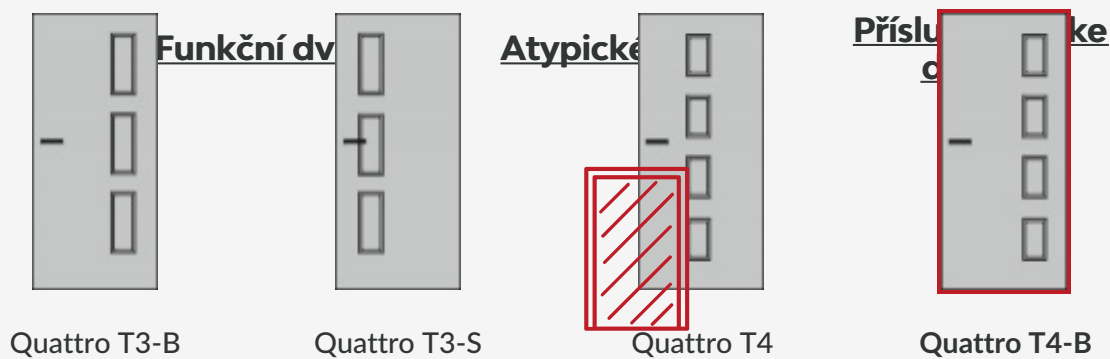 Funkční dv
Atypické
Příslu ke
Quattro T3-B
Quattro T3-S
Quattro T4
Quattro T4-B